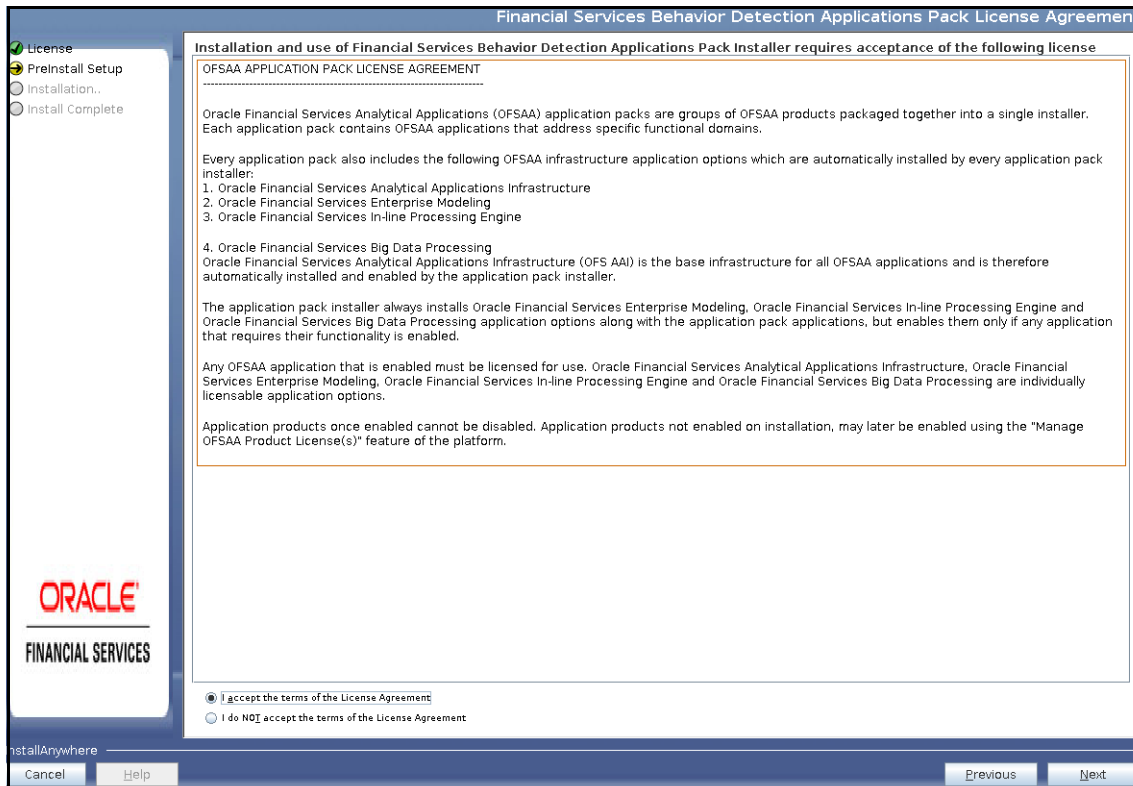 Financial Services Behavior Detection Applications Pack License Agreemen
License
PreInstall Setup
Installation..
Install Complete
Installation and use of Financial Services Behavior Detection Applications Pack Installer requires acceptance of the following license
OFSAA APPLICATION PACK LICENSE AGREEMENT
------------------------------------------------------------------------
Oracle Financial Services Analytical Applications (OFSAA) application packs are groups of OFSAA products packaged together into a single installer.
Each application pack contains OFSAA applications that address specific functional domains.
Every application pack also includes the following OFSAA infrastructure application options which are automatically installed by every application pack
installer:
1. Oracle Financial Services Analytical Applications Infrastructure
2. Oracle Financial Services Enterprise Modeling
3. Oracle Financial Services In-line Processing Engine
4. Oracle Financial Services Big Data Processing
Oracle Financial Services Analytical Applications Infrastructure (OFS AAI) is the base infrastructure for all OFSAA applications and is therefore
automatically installed and enabled by the application pack installer.
The application pack installer always installs Oracle Financial Services Enterprise Modeling, Oracle Financial Services In-line Processing Engine and
Oracle Financial Services Big Data Processing application options along with the application pack applications, but enables them only if any application
that requires their functionality is enabled.
Any OFSAA application that is enabled must be licensed for use. Oracle Financial Services Analytical Applications Infrastructure, Oracle Financial
Services Enterprise Modeling, Oracle Financial Services In-line Processing Engine and Oracle Financial Services Big Data Processing are individually
licensable application options.
Application products once enabled cannot be disabled. Application products not enabled on installation, may later be enabled using the "Manage
OFSAA Product License(s)" feature of the platform.
ORACLE
FINANCIAL SERVICES
I accept the terms of the License Agreement
I do NOT accept the terms of the License Agreement
nstallAnywhere
Cancel
Help
Previous
Next